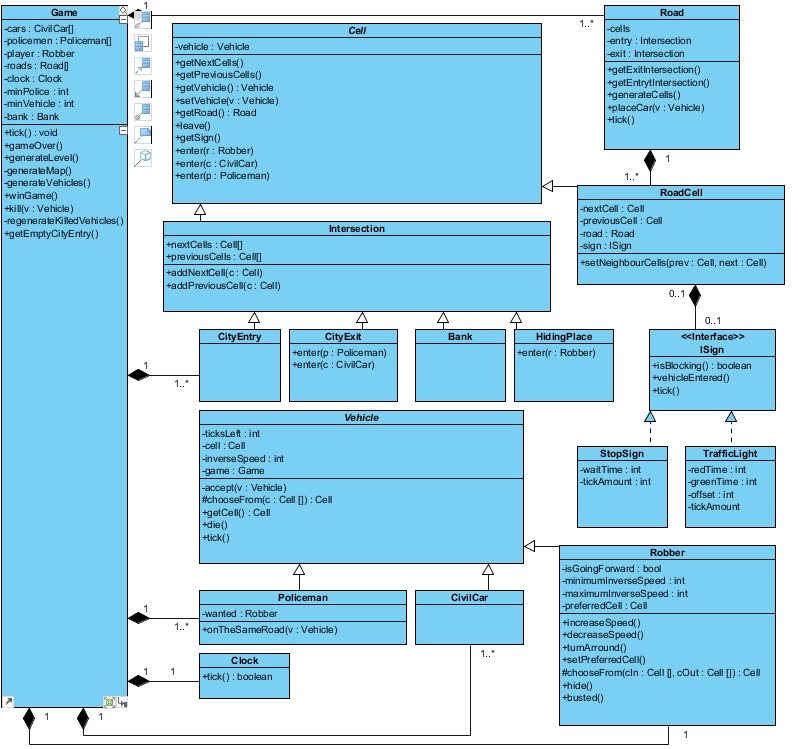 Game
-cars : CivilCar[]
-policemen : Policeman[]
-player : Robber
-roads : Road[]
-clock : Clock
-minPolice : int
-minVehicle : int
-bank : Bank
+tick() : void
+gameOver()
+generateLevel()
-generateMap()
-generateVehicles()
+winGame()
+kill(v : Vehicle)
-regenerateKilledVehicles()
+getEmptyCityEntry()
1
1..*
Cell
-vehicle : Vehicle
+getNextCells()
+getPreviousCells()
+getVehicle() : Vehicle
+setVehicle(v : Vehicle)
+getRoad() : Road
+leave()
+getSign()
+enter(r : Robber)
+enter(c : CivilCar)
+enter(p : Policeman)
Road
-cells
-entry : Intersection
-exit : Intersection
+getExitIntersection()
+getEntrytIntersection()
+generateCells()
+placeCar(v : Vehicle)
+tick()
1
1..*
RoadCell
-nextCell : Cell
-previousCell : Cell
-road : Road
-sign : ISign
+setNeighbourCells(prev : Cell, next : Cell)
0..1
0..1
Intersection
+nextCells : Cell[]
+previousCells : Cell[]
+addNextCell(c : Cell)
+addPreviousCell(c : Cell)
CityEntry
CityExit
+enter(p : Policeman)
+enter(c : CivilCar)
Bank
HidingPlace
+enter(r : Robber)
<<Interface>>
ISign
+isBlocking() : boolean
+vehicleEntered()
+tick()
1
1..*
Vehicle
-ticksLeft : int
-cell : Cell
-inverseSpeed : int
-game : Game
-accept(v : Vehicle)
#chooseFrom(c : Cell []) : Cell
+getCell() : Cell
+die()
+tick()
StopSign
-waitTime : int
-tickAmount : int
TrafficLight
-redTime : int
-greenTime : int
-offset : int
-tickAmount
Robber
-isGoingForward : bool
-minimumInverseSpeed : int
-maximumInverseSpeed : int
-preferredCell : Cell
+increaseSpeed()
+decreaseSpeed()
+turnArround()
+setPreferredCell()
#chooseFrom(cIn : Cell [], cOut : Cell []) : Cell
+hide()
+busted()
Policeman
-wanted : Robber
+onTheSameRoad(v : Vehicle)
CivilCar
1
1..*
1..*
Clock
+tick() : boolean
1
1
1
1
1